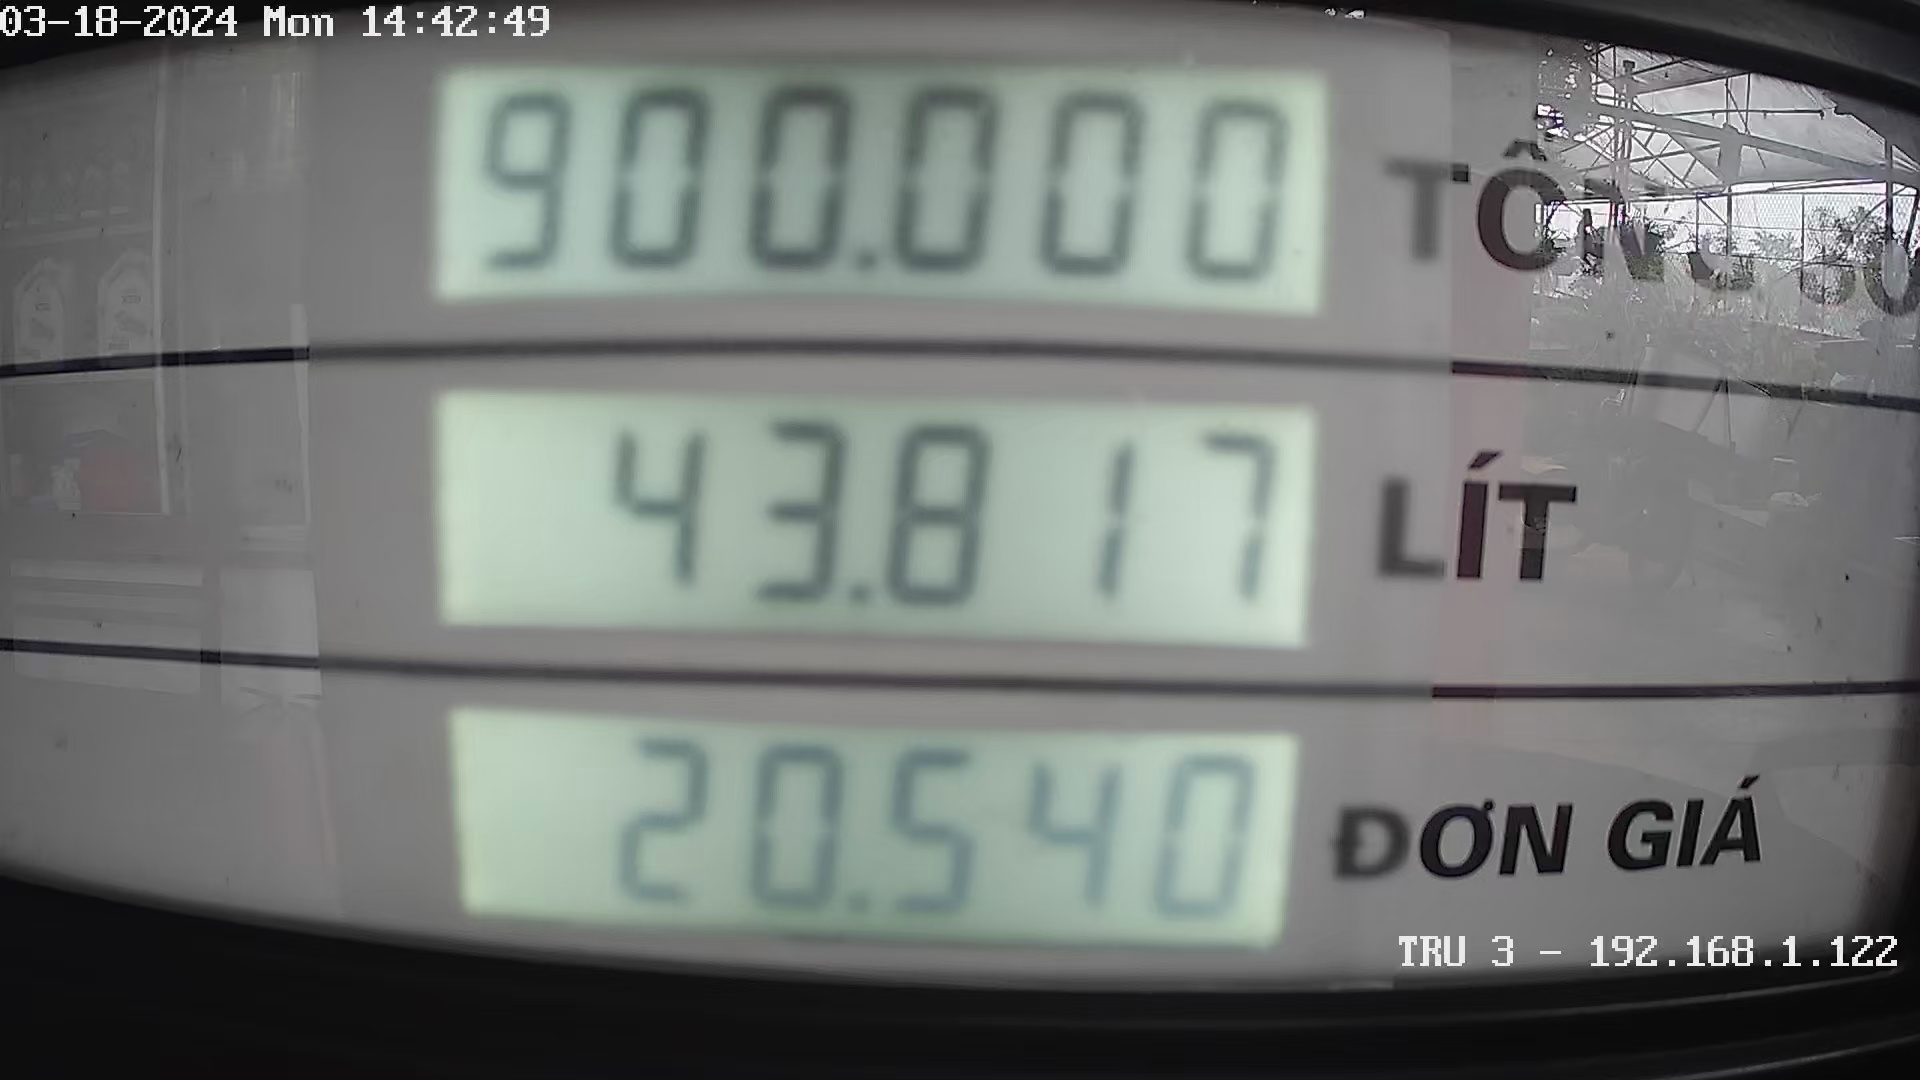 03-18-2024 Mon 14:42:49
900.000 TỔNG
43.817 LÍT
20.540 ĐƠN GIÁ
TRU 3 - 192.168.1.122